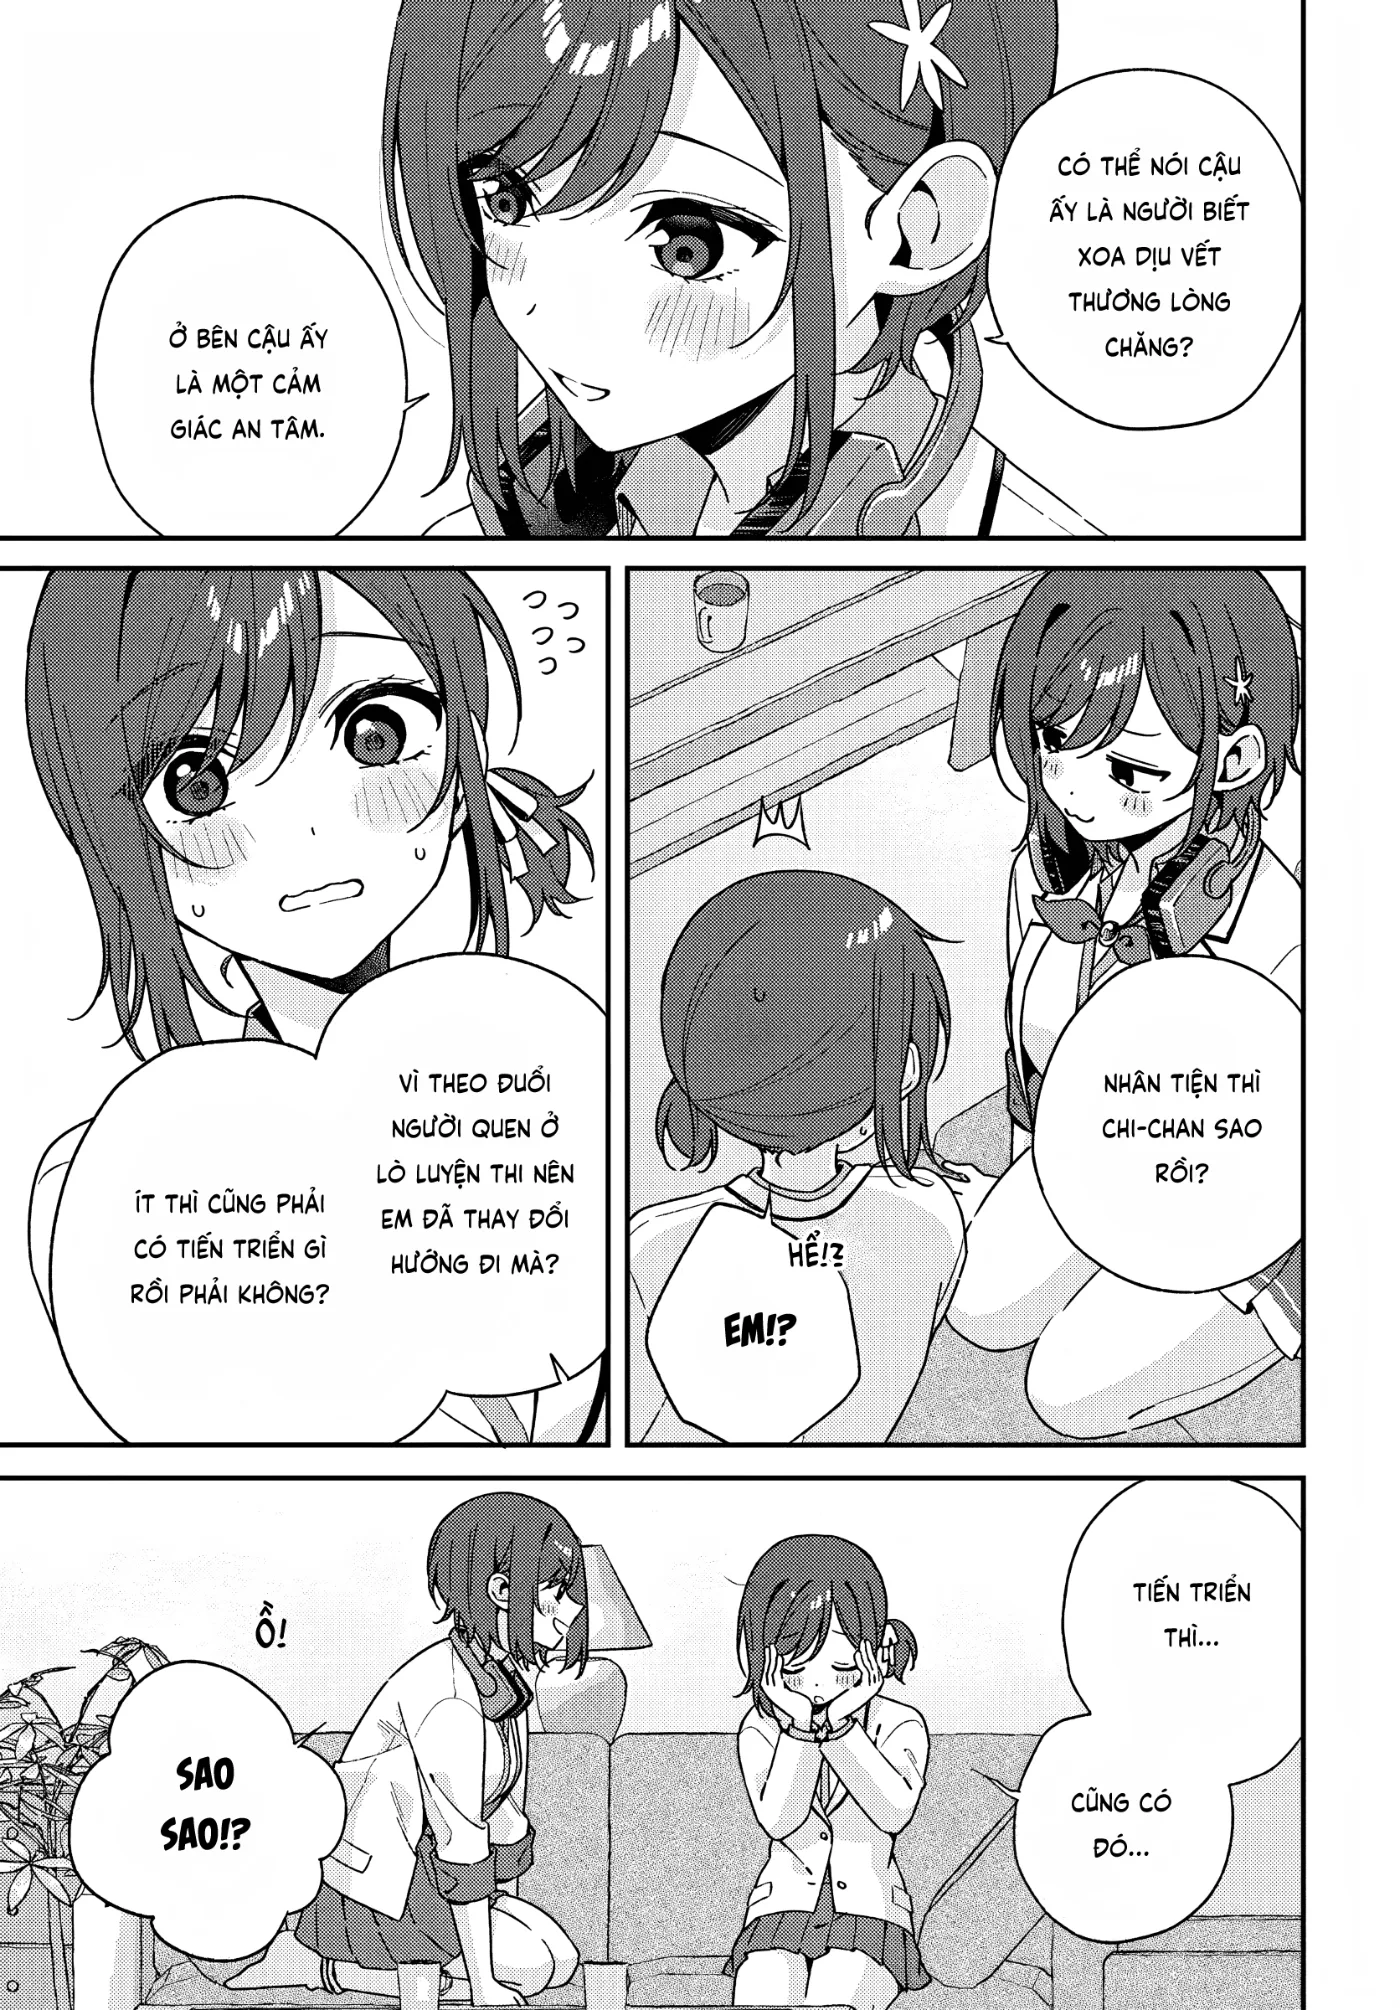 CÓ THỂ NÓI CẬU
ẤY LÀ NGƯỜI BIẾT
XOA DỊU VẾT
THƯƠNG LÒNG
CHĂNG?
Ở BÊN CẬU ẤY
LÀ MỘT CẢM
GIÁC AN TÂM.
NHÂN TIỆN THÌ
CHI-CHAN SAO
RỒI?
HỂ!?
EM!?
VÌ THEO ĐUỔI
NGƯỜI QUEN Ở
LÒ LUYỆN THI NÊN
EM ĐÃ THAY ĐỔI
HƯỚNG ĐI MÀ?
ÍT THÌ CŨNG PHẢI
CÓ TIẾN TRIỂN GÌ
RỒI PHẢI KHÔNG?
TIẾN TRIỂN
THÌ...
CŨNG CÓ
ĐÓ...
Ồ!
SAO
SAO!?